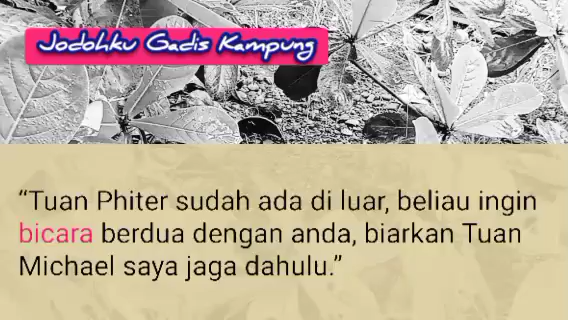 Jodohku Gadis Kampung
“Tuan Phiter sudah ada di luar, beliau ingin
bicara berdua dengan anda, biarkan Tuan
Michael saya jaga dahulu.”